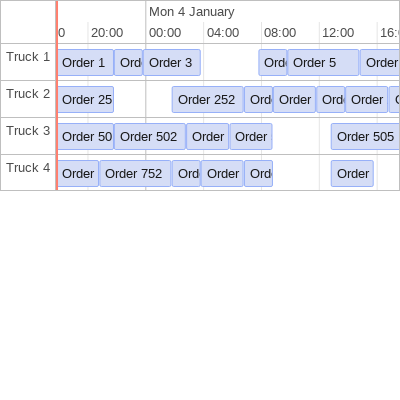 Mon 4 January
0 20:00 00:00 04:00 08:00 12:00 16:
Truck 1 Order 1 Ord Order 3 Ord Order 5 Order
Truck 2 Order 25 Order 252 Ord Order Ord Order
Truck 3 Order 50 Order 502 Order Order Order 505
Truck 4 Order Order 752 Ord Order Ord Order